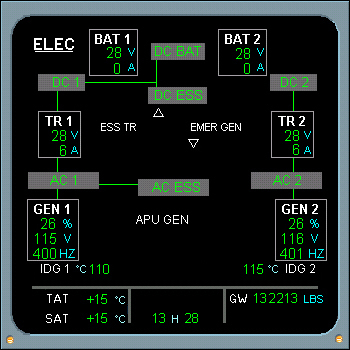 ELEC
BAT 1
28 V
0 A
DC BAT
BAT 2
28 V
0 A
DC 1
DC ESS
DC 2
TR 1
28 V
6 A
ESS TR
EMER GEN
TR 2
28 V
6 A
AC 1
AC ESS
AC 2
GEN 1
26 %
115 V
400 HZ
APU GEN
GEN 2
26 %
116 V
401 HZ
IDG 1 °C 110
115 °C IDG 2
TAT +15 °C
GW 132213 LBS
SAT +15 °C
13 H 28